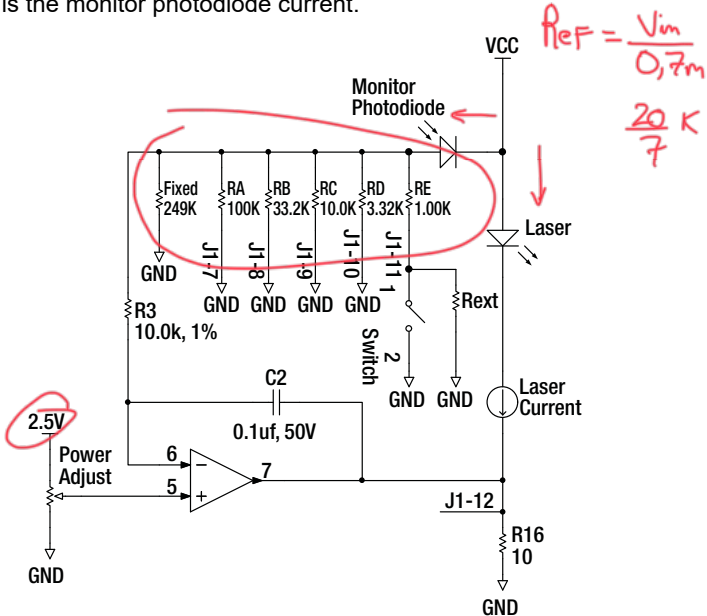 is the monitor photodiode current.
ReF = Vin / 0,7m
20/7 K
VCC
Monitor
Photodiode
Fixed
249K
RA
100K
RB
33.2K
RC
10.0K
RD
3.32K
RE
1.00K
Laser
J1-7
J1-8
J1-9
J1-10
J1-11
1
GND
GND
GND
GND
GND
R3
10.0k, 1%
Rext
Switch
2
GND
GND
Laser
Current
C2
0.1uf, 50V
2.5V
Power
Adjust
6
−
7
5
+
J1-12
R16
10
GND
GND